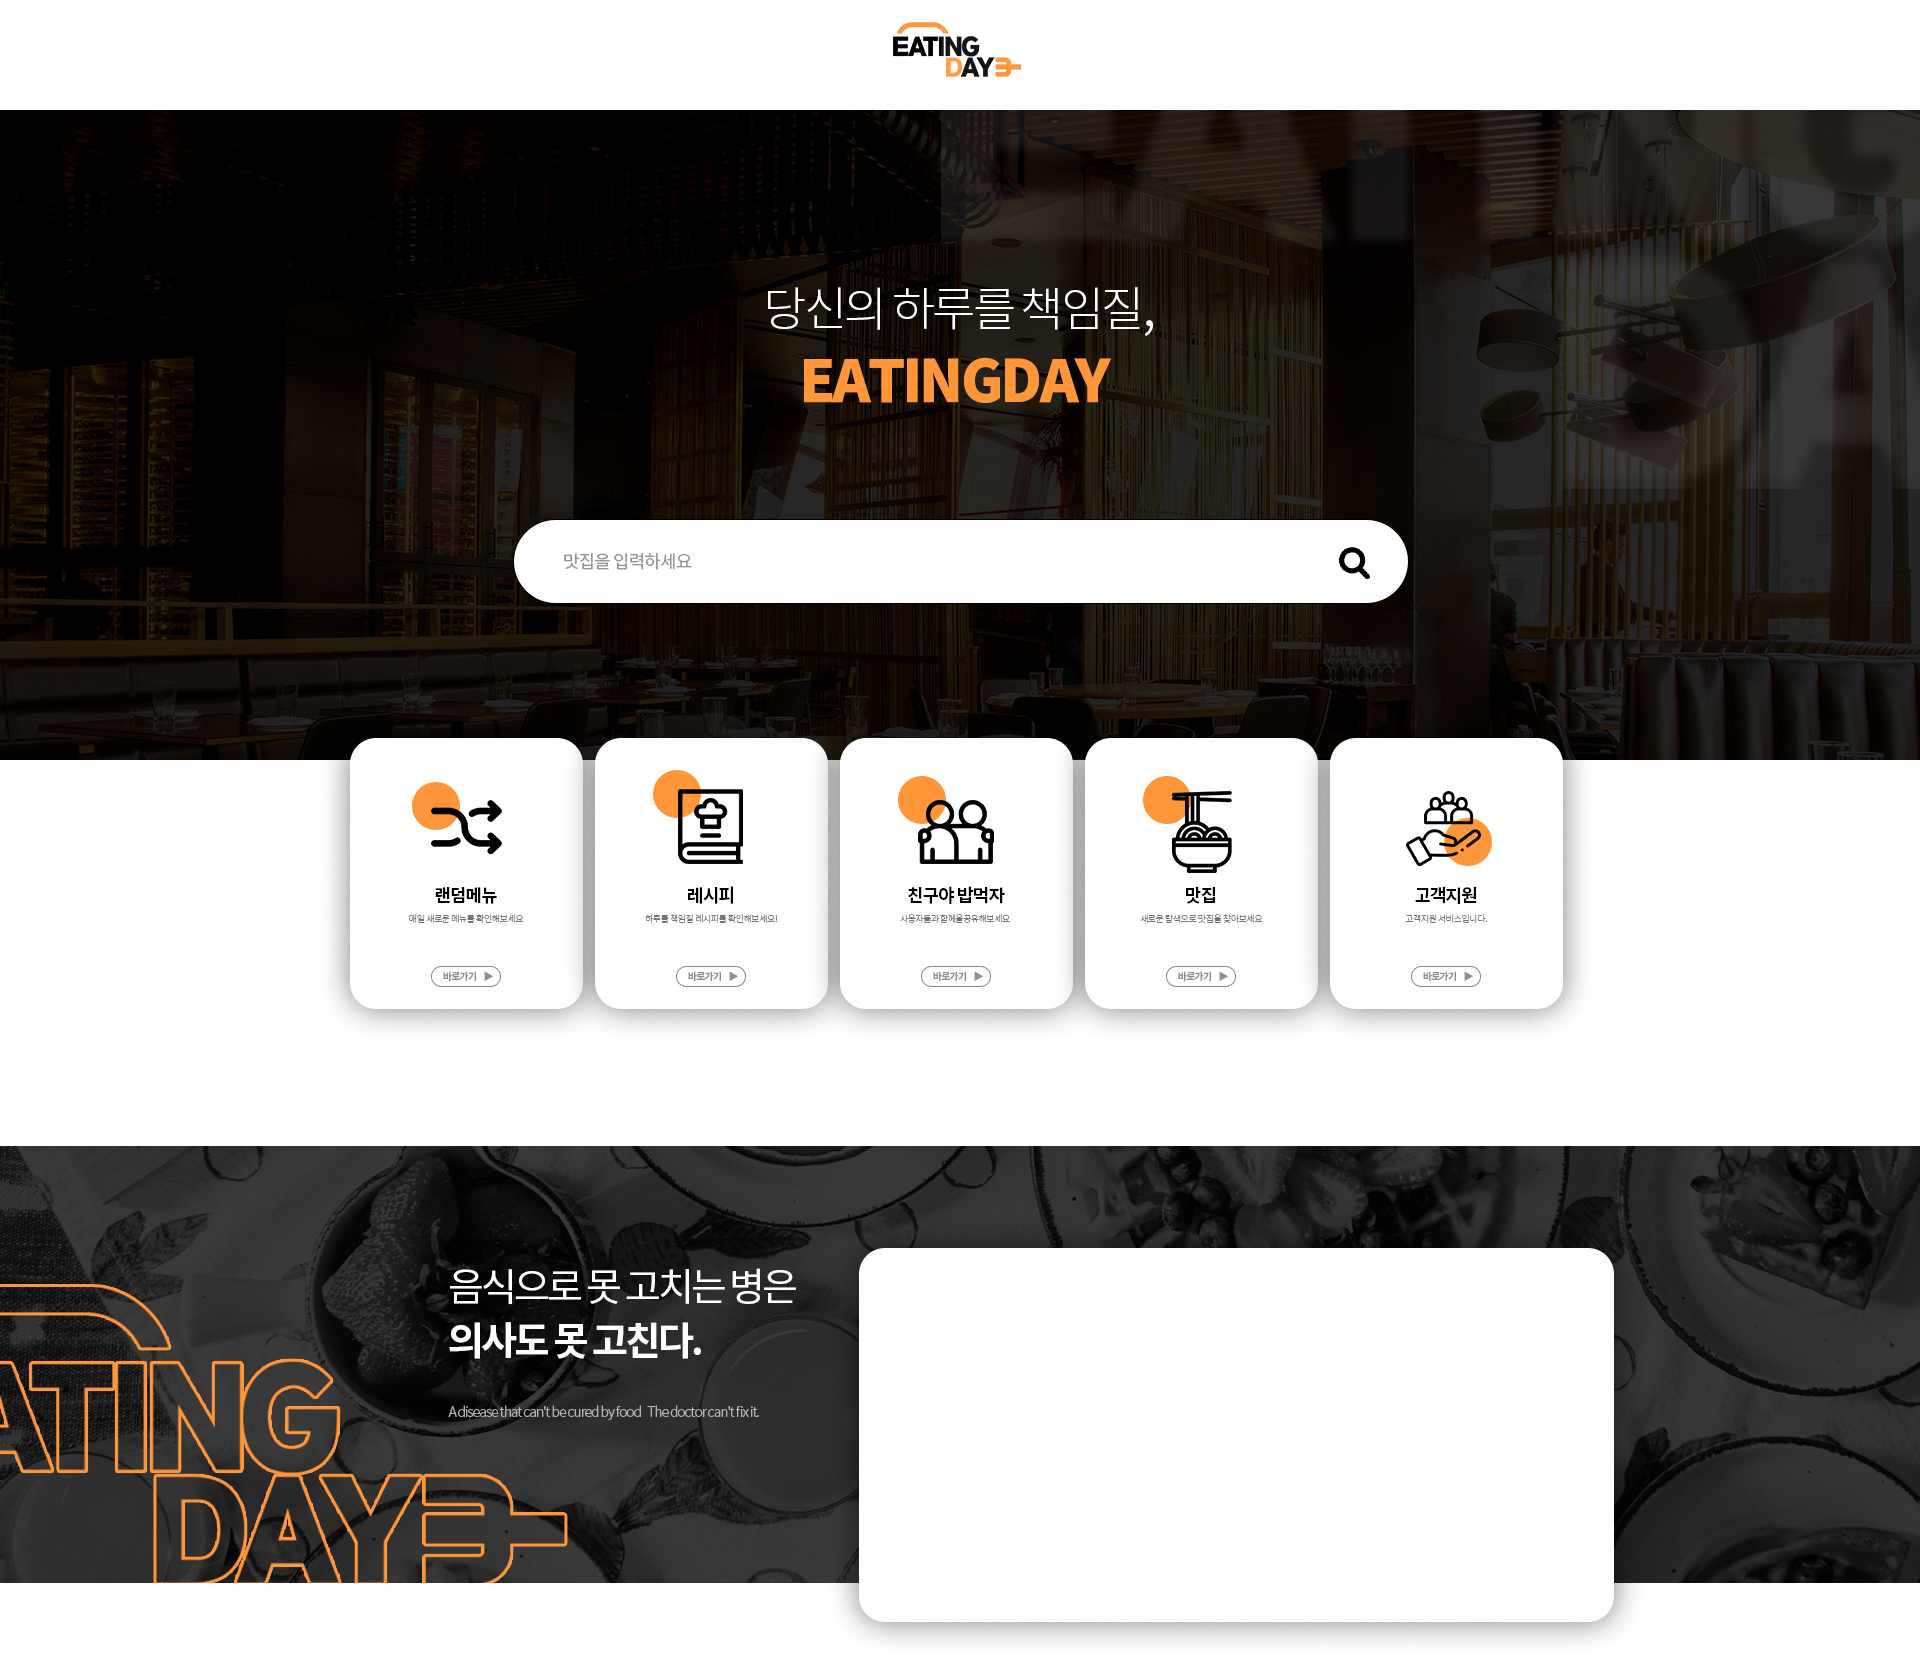 EATING
DAY
당신의 하루를 책임질,
EATINGDAY
맛집을 입력하세요
랜덤메뉴
매일 새로운 메뉴를 확인해보세요
바로가기 ▶
레시피
하루를 책임질 레시피를 확인해보세요!
바로가기 ▶
친구야 밥먹자
사용자들과 함께을공유해보세요
바로가기 ▶
맛집
새로운 탐색으로 맛집을 찾아보세요
바로가기 ▶
고객지원
고객지원 서비스입니다.
바로가기 ▶
음식으로 못 고치는 병은
의사도 못 고친다.
A disease that can't be cured by food The doctor can't fix it.
ATING
DAY